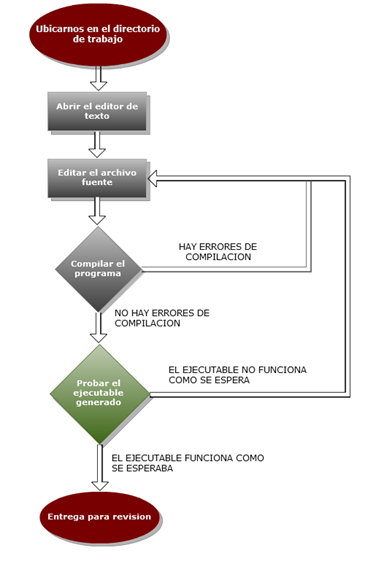 Ubicarnos en el directorio
de trabajo
Abrir el editor de
texto
Editar el archivo
fuente
Compilar el
programa
HAY ERRORES DE
COMPILACION
NO HAY ERRORES DE
COMPILACION
Probar el
ejecutable
generado
EL EJECUTABLE NO FUNCIONA
COMO SE ESPERA
EL EJECUTABLE FUNCIONA COMO
SE ESPERABA
Entrega para revision